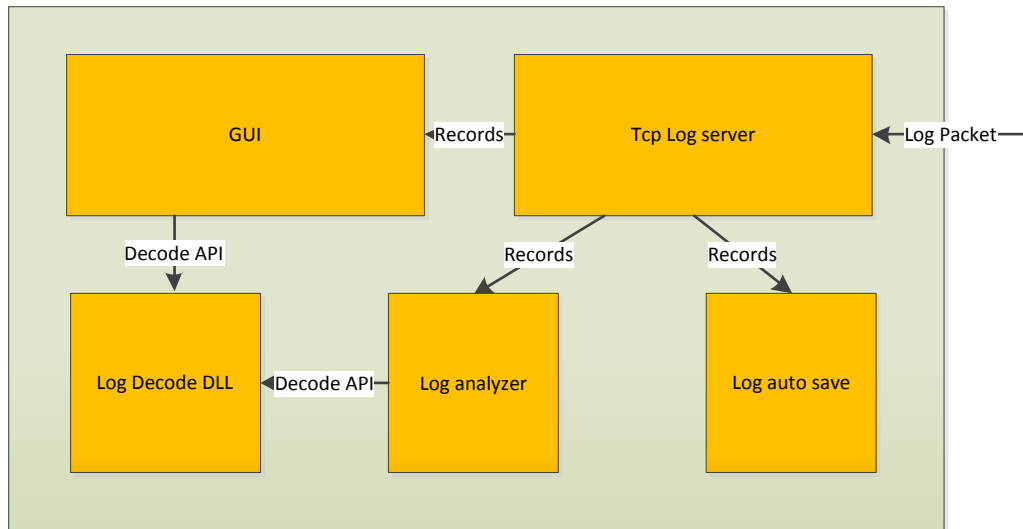 GUI
Records
Tcp Log server
Log Packet
Decode API
Records
Records
Log Decode DLL
Decode API
Log analyzer
Log auto save